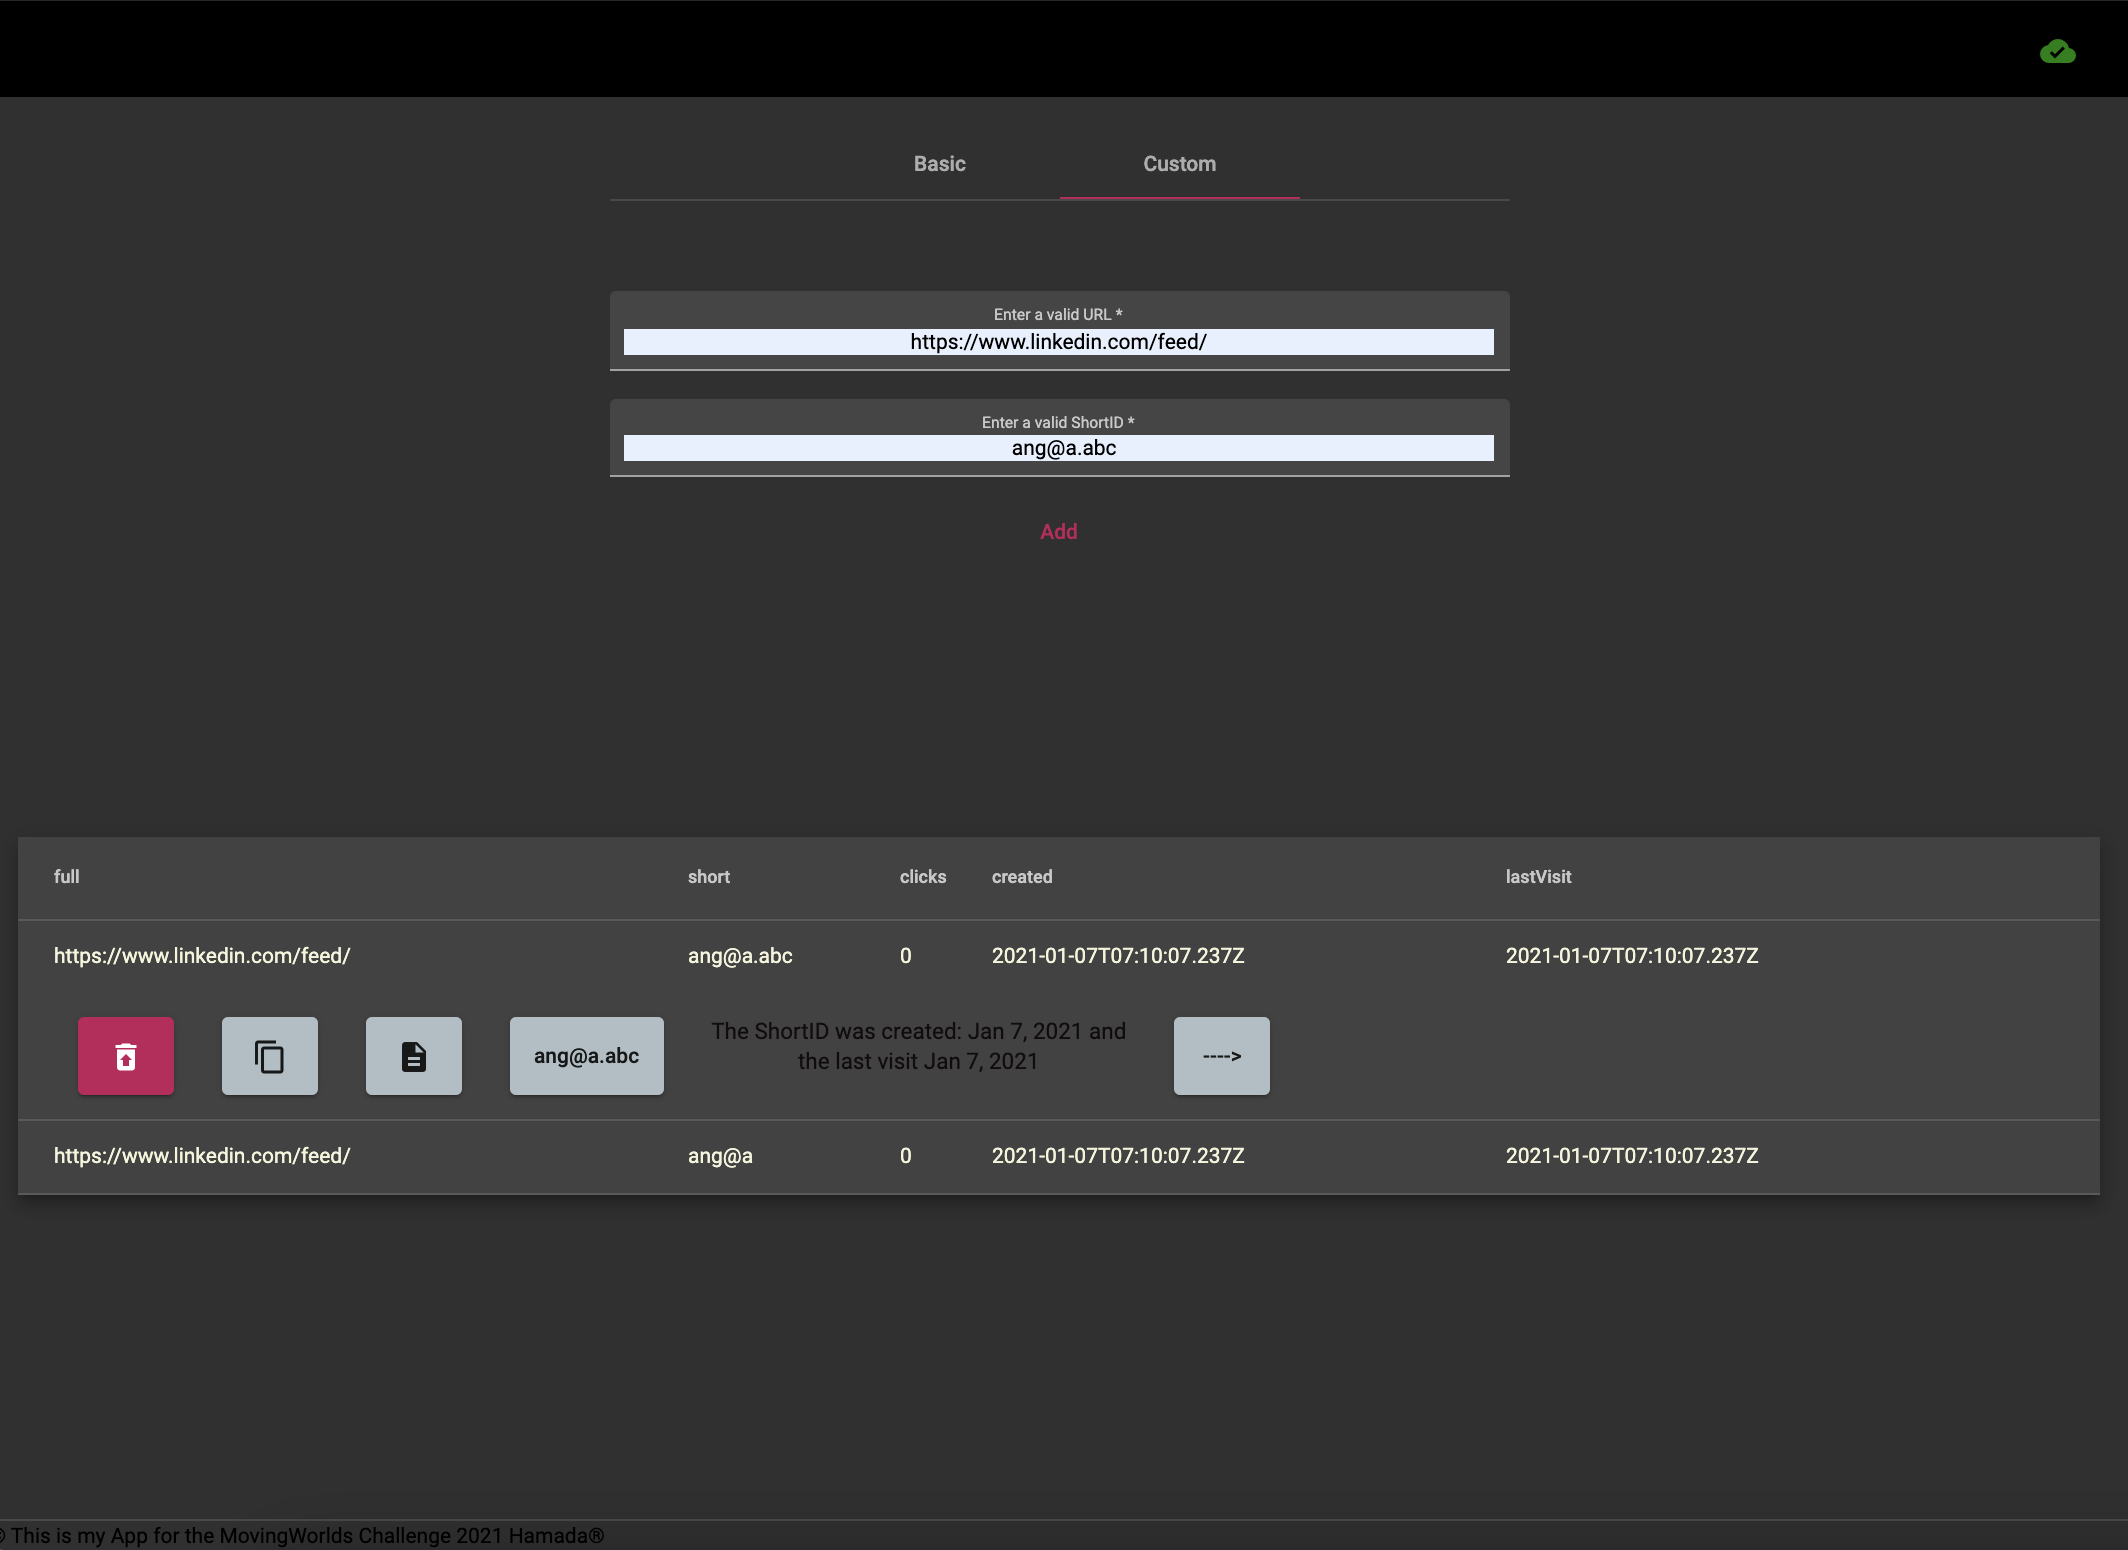 Basic Custom
Enter a valid URL *
https://www.linkedin.com/feed/
Enter a valid ShortID *
ang@a.abc
Add
full short clicks created lastVisit
https://www.linkedin.com/feed/ ang@a.abc 0 2021-01-07T07:10:07.237Z 2021-01-07T07:10:07.237Z
ang@a.abc
The ShortID was created: Jan 7, 2021 and
the last visit Jan 7, 2021
---->
https://www.linkedin.com/feed/ ang@a 0 2021-01-07T07:10:07.237Z 2021-01-07T07:10:07.237Z
© This is my App for the MovingWorlds Challenge 2021 Hamada®